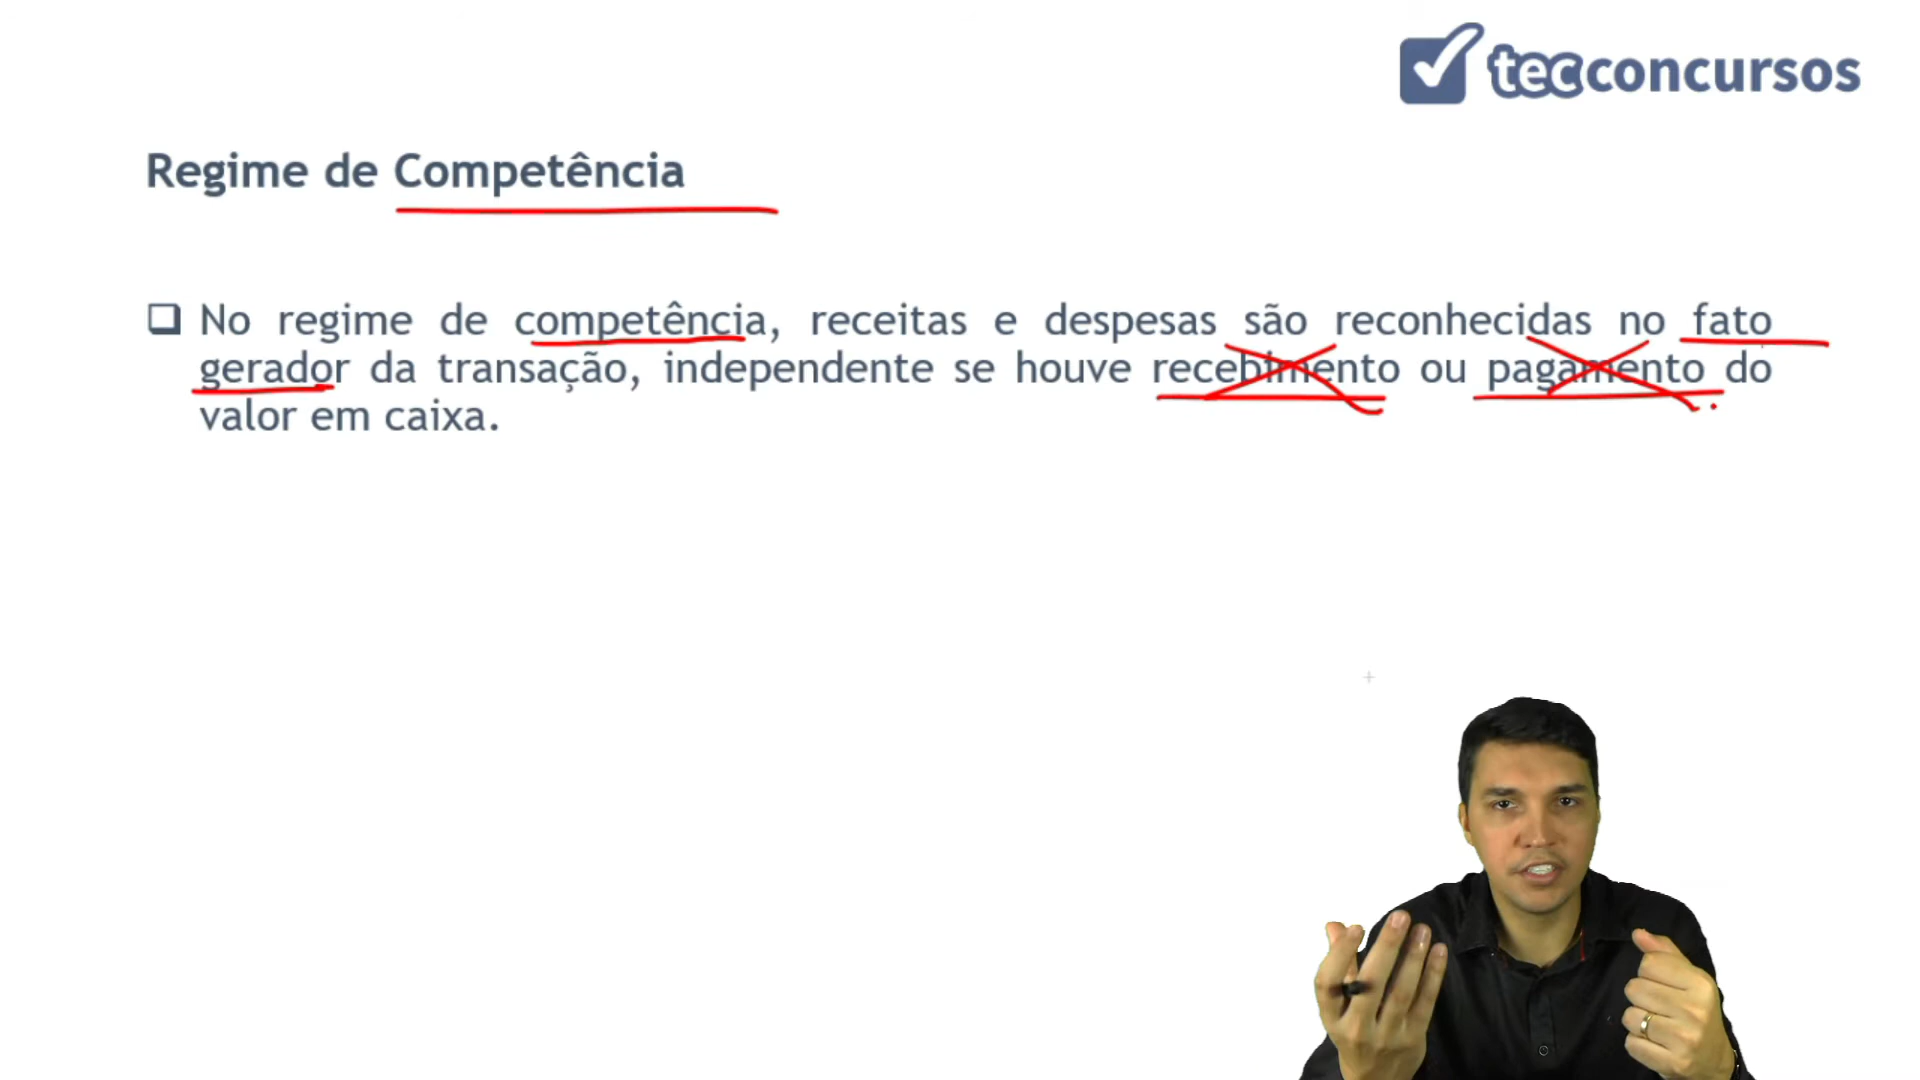 tecconcursos
Regime de Competência
No regime de competência, receitas e despesas são reconhecidas no fato
gerador da transação, independente se houve recebimento ou pagamento do
valor em caixa.